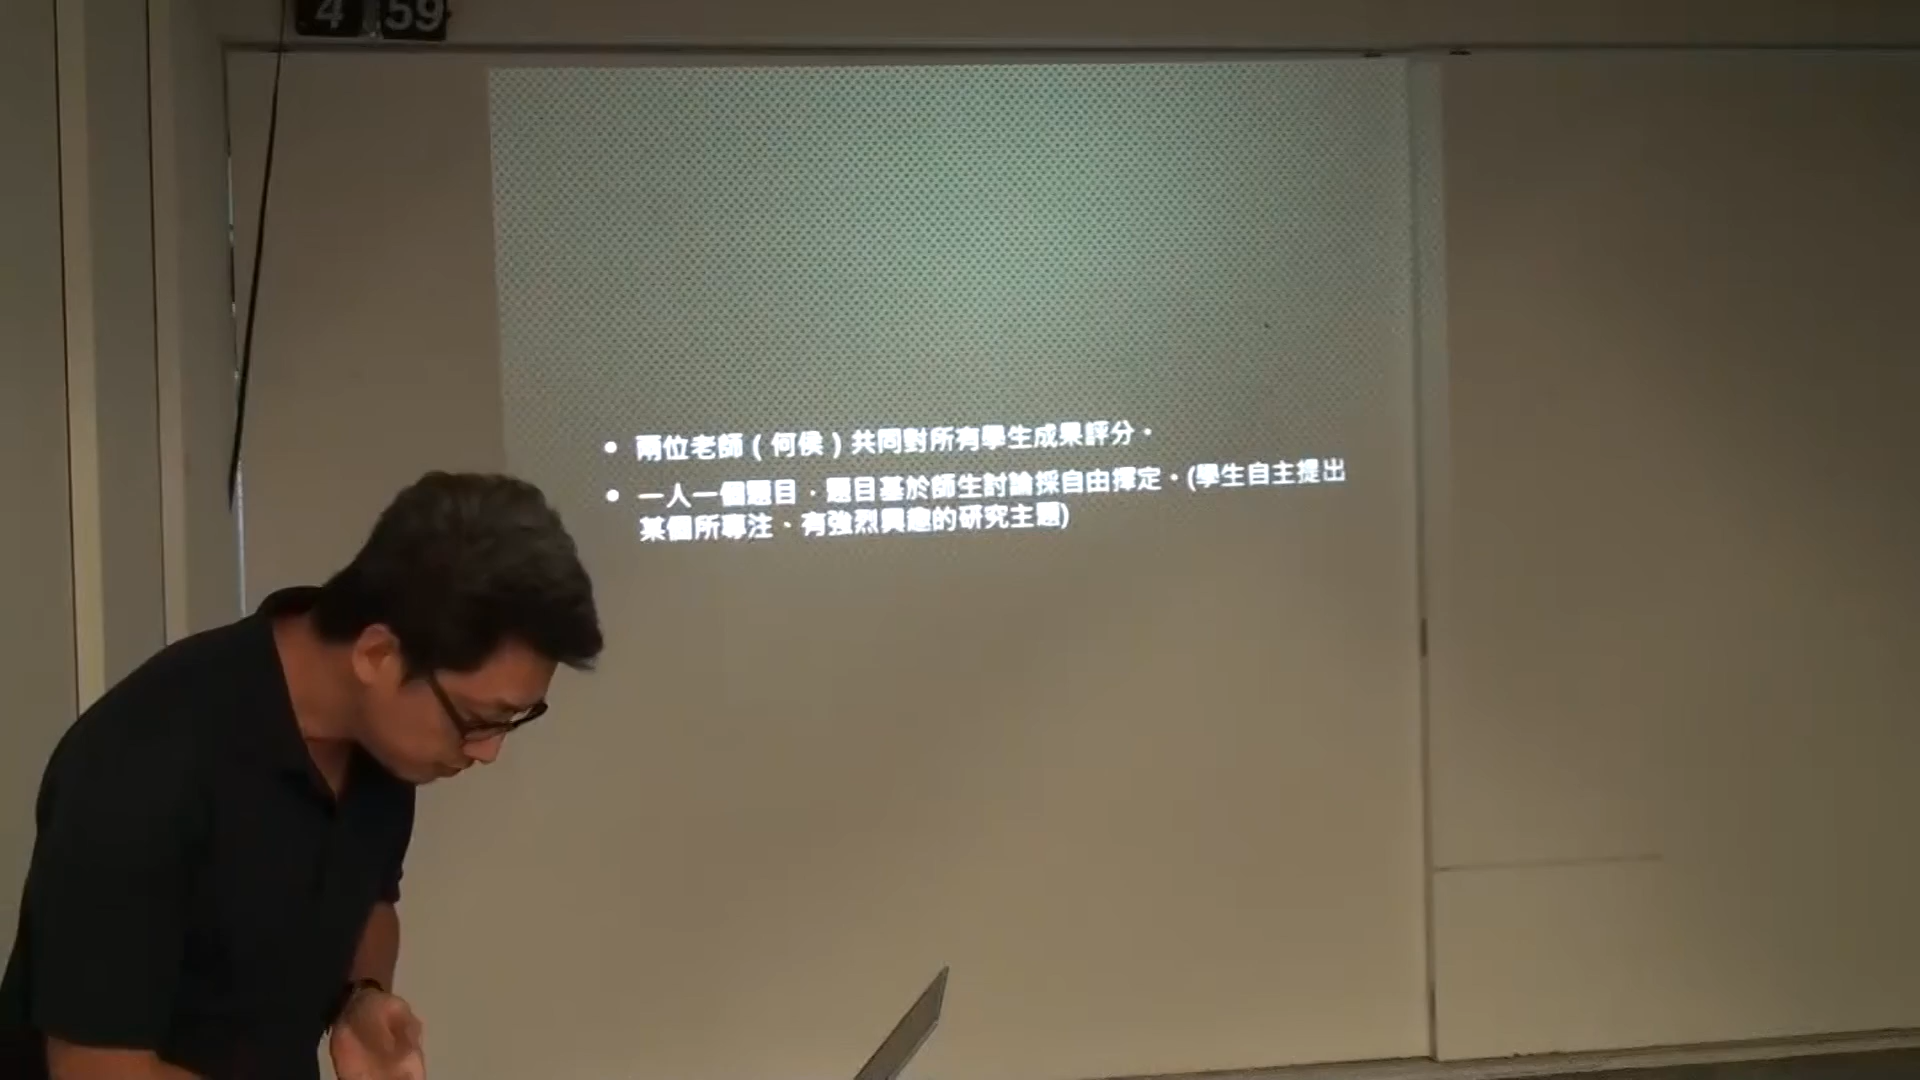 4 59
• 兩位老師(何侯)共同對所有學生成果評分。
• 一人一個題目,題目基於師生討論採自由擇定。(學生自主提出
某個所專注、有強烈興趣的研究主題)